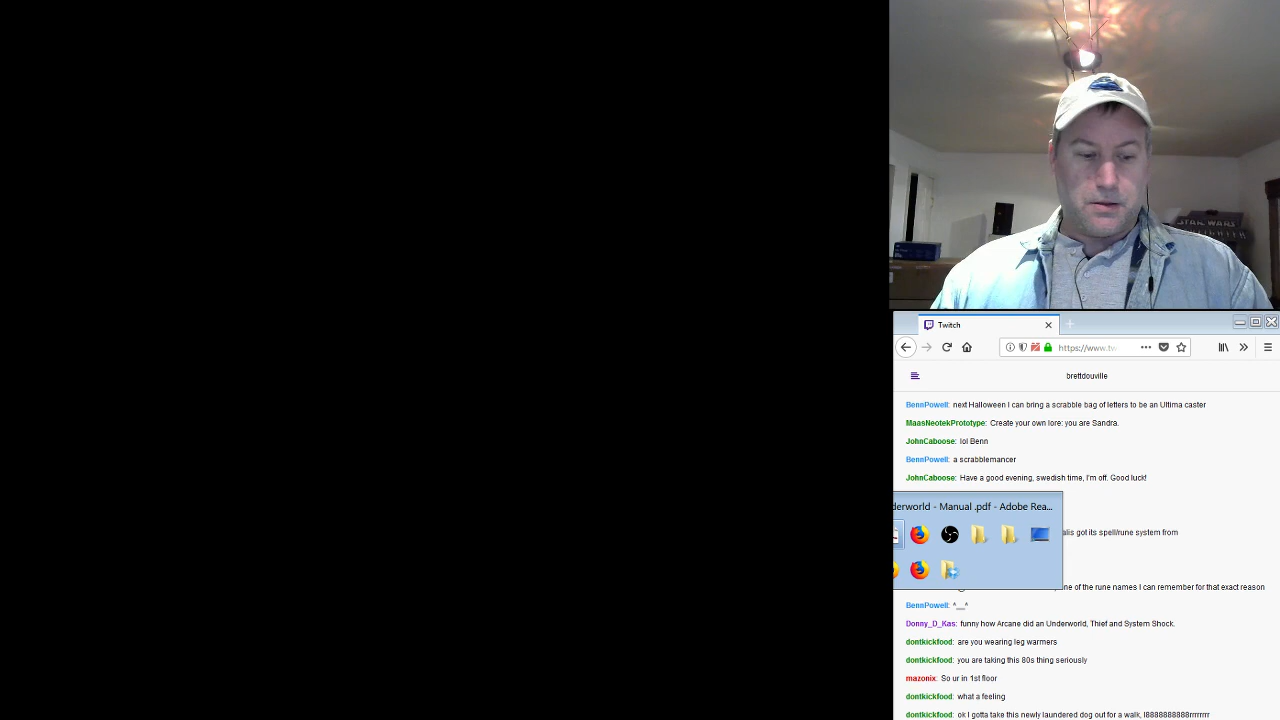 STAR WARS
Twitch
https://www.tw
brettdouville
BennPowell: next Halloween I can bring a scrabble bag of letters to be an Ultima caster
MaasNeotekPrototype: Create your own lore: you are Sandra.
JohnCaboose: lol Benn
BennPowell: a scrabblemancer
JohnCaboose: Have a good evening, swedish time, I'm off. Good luck!
derworld - Manual .pdf - Adobe Rea...
alis got its spell/rune system from
one of the rune names I can remember for that exact reason
BennPowell: ^__^
Donny_D_Kas: funny how Arcane did an Underworld, Thief and System Shock.
dontkickfood: are you wearing leg warmers
dontkickfood: you are taking this 80s thing seriously
mazonix: So ur in 1st floor
dontkickfood: what a feeling
dontkickfood: ok I gotta take this newly laundered dog out for a walk, l8888888888rrrrrrr